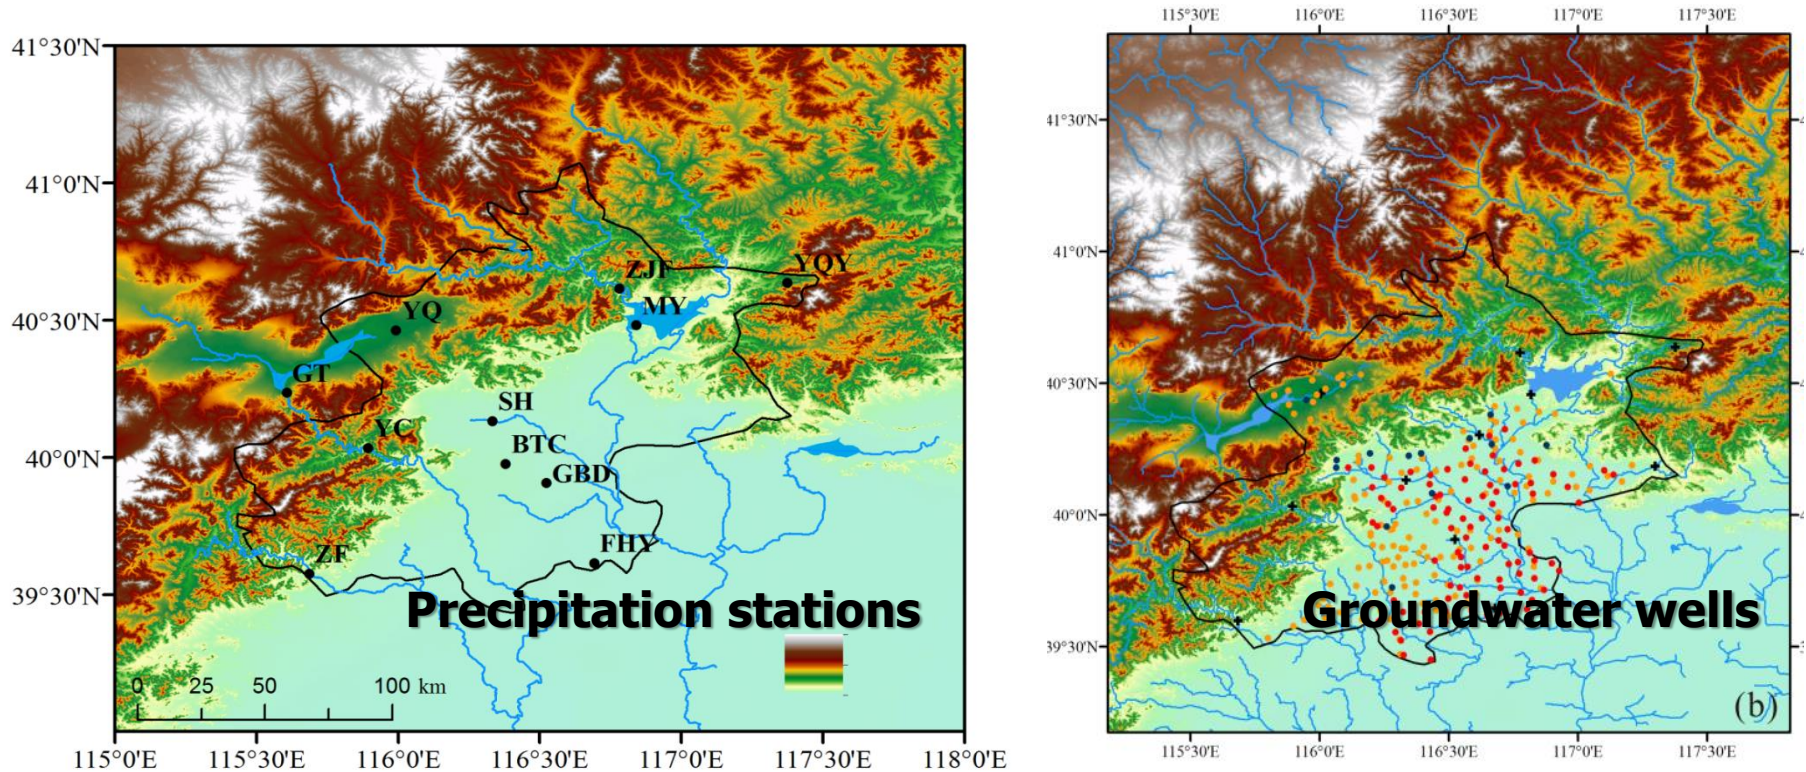 115°30'E 116°0'E 116°30'E 117°0'E 117°30'E
41°30'N
41°0'N
40°30'N
40°0'N
39°30'N
ZJF
YQY
MY
YQ
GT
SH
YC
BTC
GBD
FHY
ZF
Precipitation stations
0 25 50 100 km
115°0'E 115°30'E 116°0'E 116°30'E 117°0'E 117°30'E 118°0'E
41°30'N
41°0'N
40°30'N
40°0'N
39°30'N
Groundwater wells
(b)
115°30'E 116°0'E 116°30'E 117°0'E 117°30'E